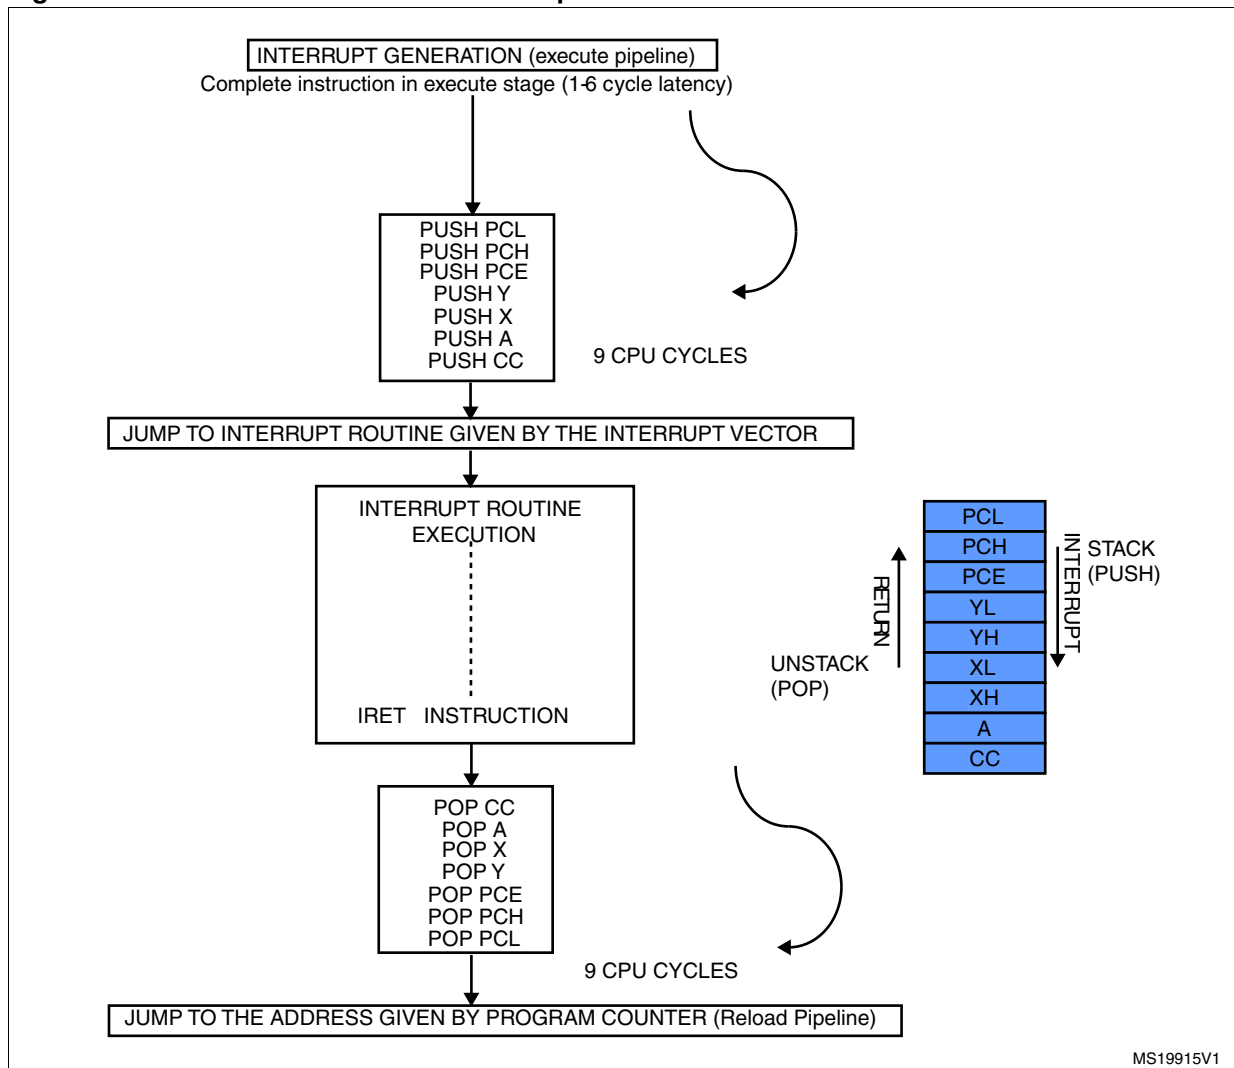 INTERRUPT GENERATION (execute pipeline)
Complete instruction in execute stage (1-6 cycle latency)
PUSH PCL
PUSH PCH
PUSH PCE
PUSH Y
PUSH X
PUSH A
PUSH CC
9 CPU CYCLES
JUMP TO INTERRUPT ROUTINE GIVEN BY THE INTERRUPT VECTOR
INTERRUPT ROUTINE
EXECUTION
IRET INSTRUCTION
PCL
PCH
PCE
YL
YH
XL
XH
A
CC
RETURN
INTERRUPT
STACK
(PUSH)
UNSTACK
(POP)
POP CC
POP A
POP X
POP Y
POP PCE
POP PCH
POP PCL
9 CPU CYCLES
JUMP TO THE ADDRESS GIVEN BY PROGRAM COUNTER (Reload Pipeline)
MS19915V1